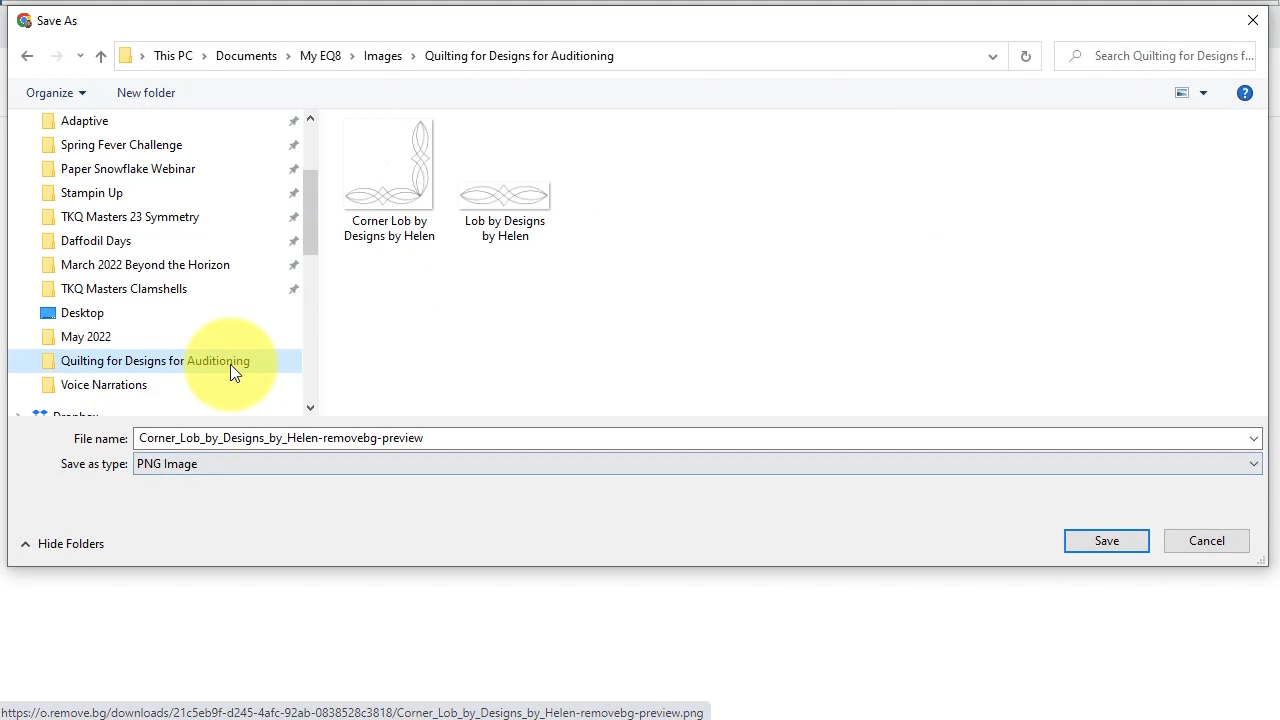 Save As
This PC > Documents > My EQ8 > Images > Quilting for Designs for Auditioning
Search Quilting for Designs f...
Organize
New folder
Adaptive
Spring Fever Challenge
Paper Snowflake Webinar
Stampin Up
TKQ Masters 23 Symmetry
Daffodil Days
March 2022 Beyond the Horizon
TKQ Masters Clamshells
Desktop
May 2022
Quilting for Designs for Auditioning
Voice Narrations
Dropbox
Corner Lob by
Designs by Helen
Lob by Designs
by Helen
File name: Corner_Lob_by_Designs_by_Helen-removebg-preview
Save as type: PNG Image
Hide Folders
Save
Cancel
https://o.remove.bg/downloads/21c5eb9f-d245-4afc-92ab-0838528c3818/Corner_Lob_by_Designs_by_Helen-removebg-preview.png